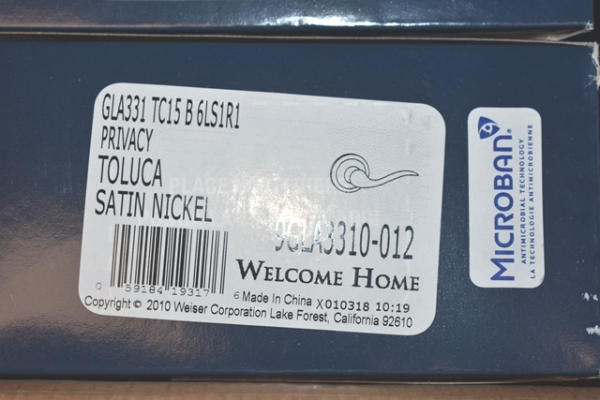 GLA331 TC15 B 6LS1R1
PRIVACY
TOLUCA
SATIN NICKEL
9GLA3310-012
WELCOME HOME
0 59184 19317 6 Made In China X010318 10:19
Copyright © 2010 Weiser Corporation Lake Forest, California 92610
MICROBAN®
ANTIMICROBIAL TECHNOLOGY
LA TECHNOLOGIE ANTIMICROBIENNE